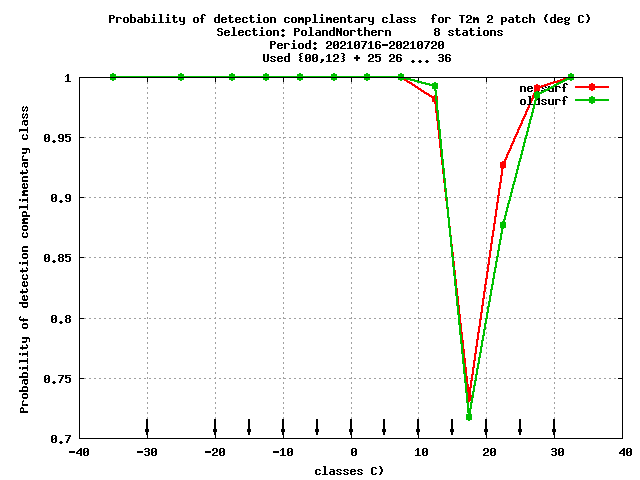 Probability of detection complimentary class  for T2m 2 patch (deg C)
Selection: PolandNorthern      8 stations
Period: 20210716-20210720
Used {00,12} + 25 26 ... 36
Probability of detection complimentary class
1
0,95
0,9
0,85
0,8
0,75
0,7
newsurf
oldsurf
-40 -30 -20 -10 0 10 20 30 40
classes C)